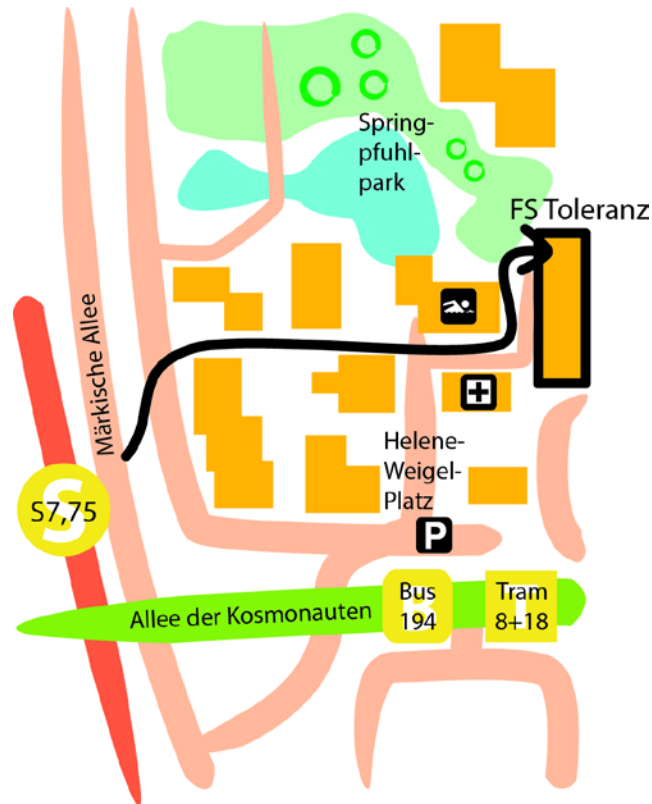 Spring-
pfuhl-
park
FS Toleranz
Märkische Allee
Helene-
Weigel-
Platz
S
S7,75
P
Allee der Kosmonauten
B
Bus
194
T
Tram
8+18